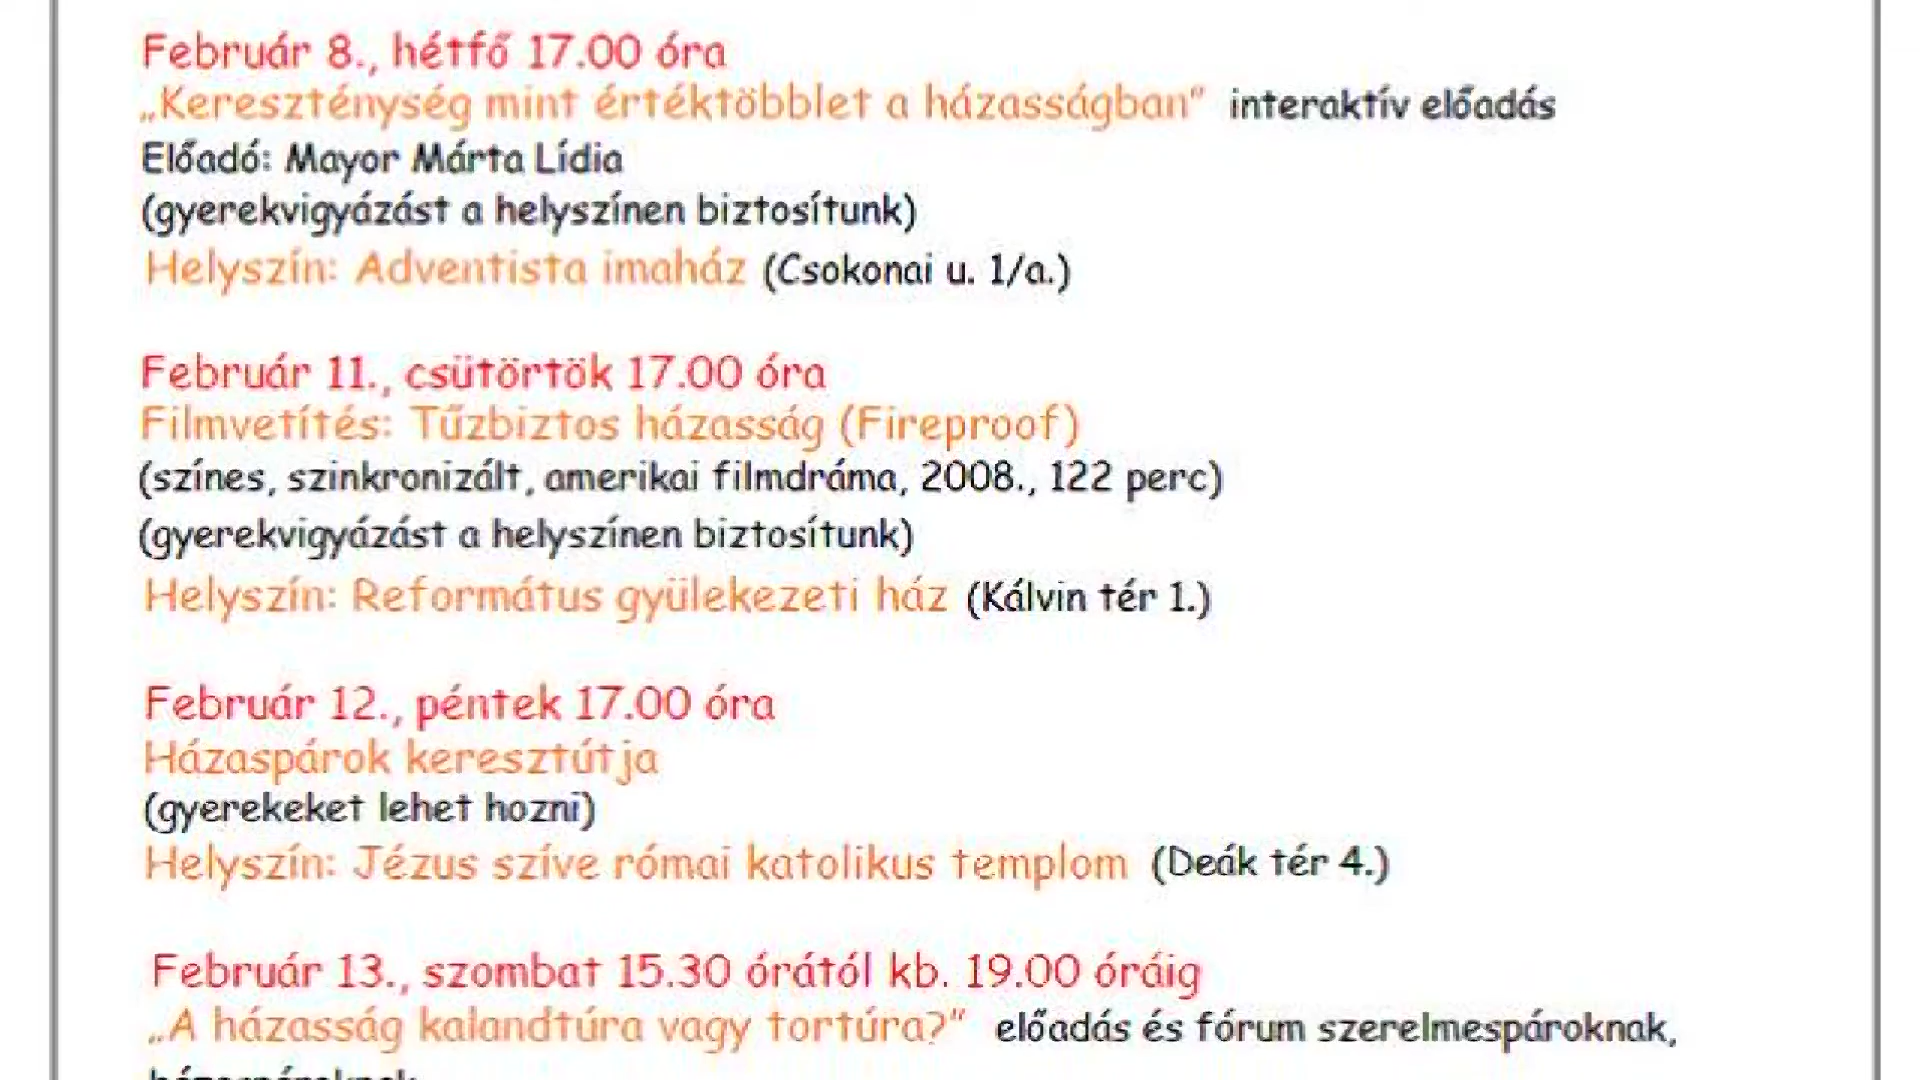 Február 8., hétfő 17.00 óra
„Kereszténység mint értéktöbblet a házasságban” interaktív előadás
Előadó: Mayor Márta Lídia
(gyerekvigyázást a helyszínen biztosítunk)
Helyszín: Adventista imaház (Csokonai u. 1/a.)
Február 11., csütörtök 17.00 óra
Filmvetítés: Tűzbiztos házasság (Fireproof)
(színes, szinkronizált, amerikai filmdráma, 2008., 122 perc)
(gyerekvigyázást a helyszínen biztosítunk)
Helyszín: Református gyülekezeti ház (Kálvin tér 1.)
Február 12., péntek 17.00 óra
Házaspárok keresztútja
(gyerekeket lehet hozni)
Helyszín: Jézus szíve római katolikus templom (Deák tér 4.)
Február 13., szombat 15.30 órától kb. 19.00 óráig
„A házasság kalandtúra vagy tortúra?” előadás és fórum szerelmespároknak,